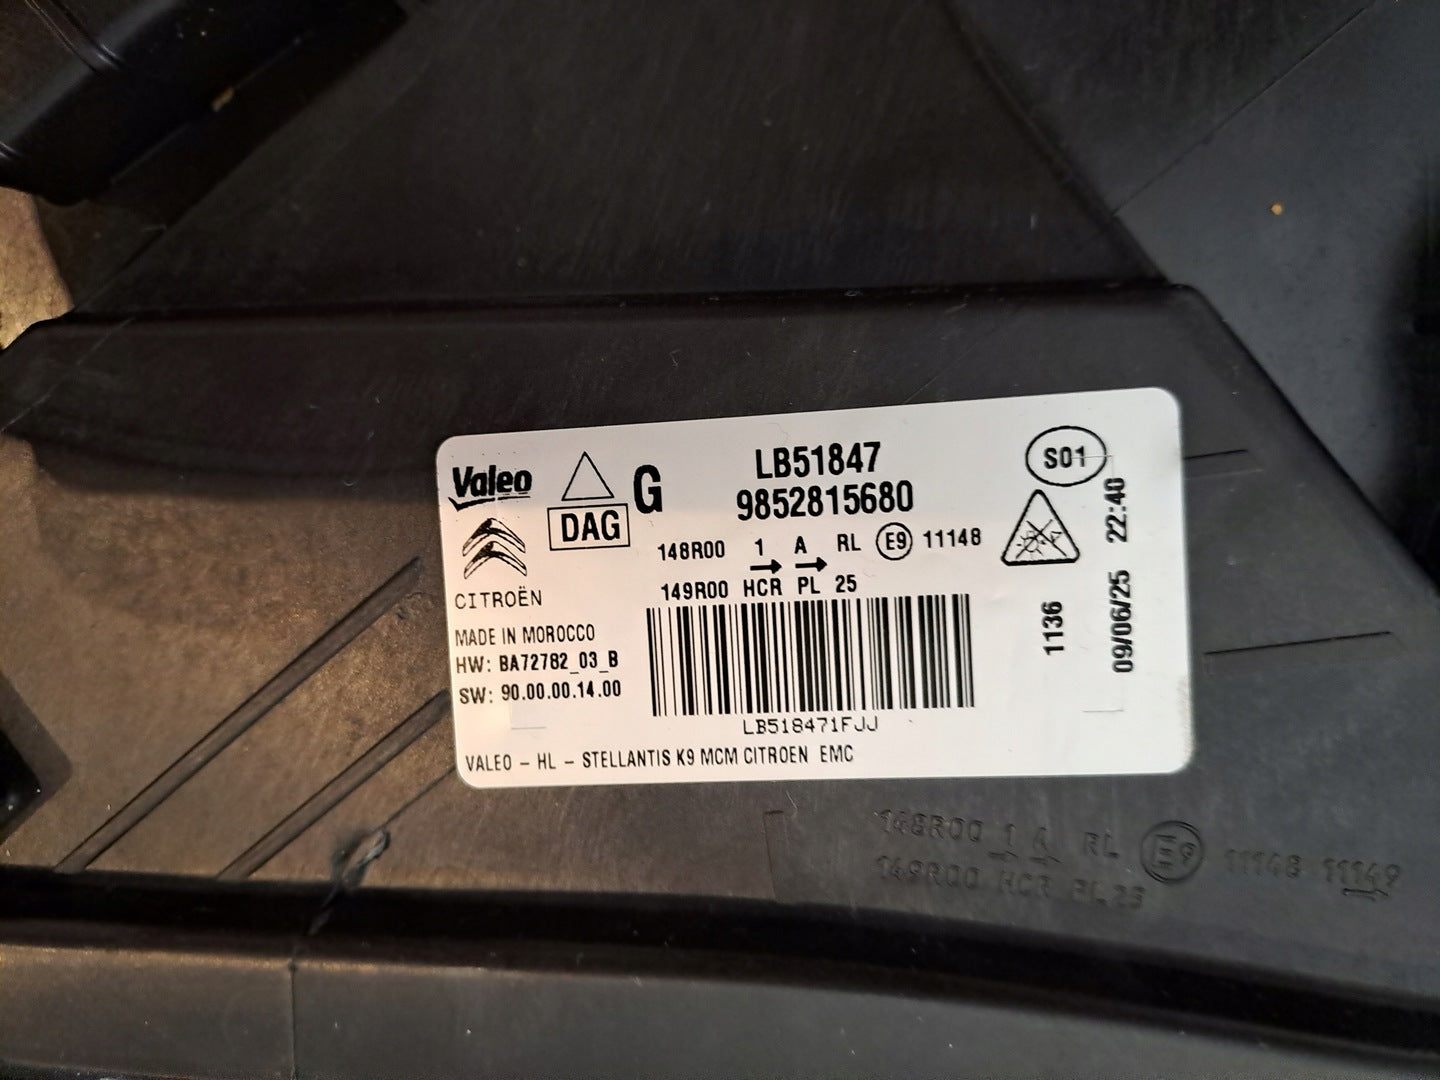 Valeo
CITROËN
DAG
G
LB51847
9852815680
148R00 1 A RL E9 11148
149R00 HCR PL 25
S01
MADE IN MOROCCO
HW: BA72782_03_B
SW: 90.00.00.14.00
LB518471FJJ
1136
09/06/25 22:40
VALEO - HL - STELLANTIS K9 MCM CITROEN EMC
148R00 1 A RL E9 11148 11149
149R00 HCR PL 25